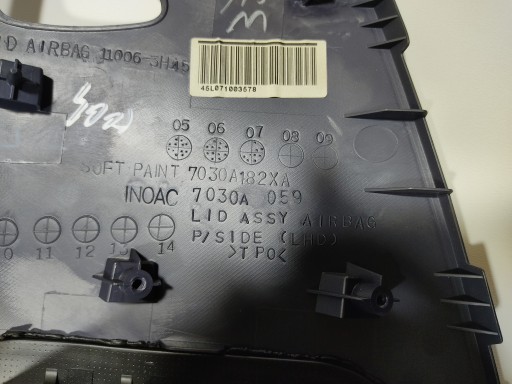 W
D AIRBAG 11006-3H45
45L071003578
05 06 07 08 09
SOFT PAINT 7030A182XA
INOAC 7030A 059
LID ASSY AIRBAG
P/SIDE (LHD)
>TPO<
11 12 13 14